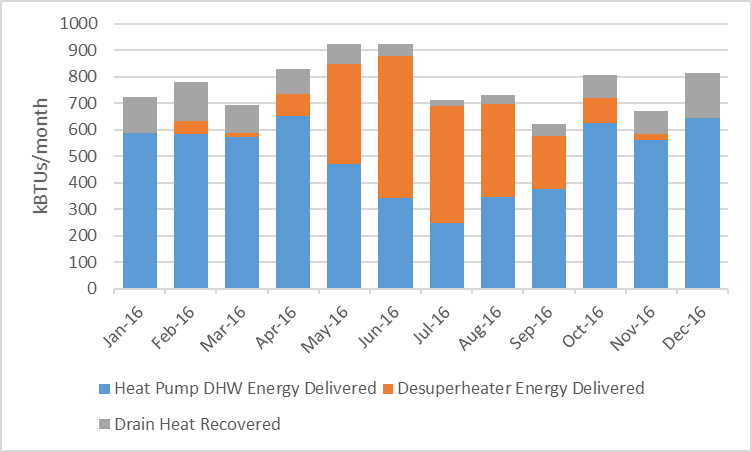 1000
900
800
700
600
500
400
300
200
100
0
kBTUs/month
Jan-16
Feb-16
Mar-16
Apr-16
May-16
Jun-16
Jul-16
Aug-16
Sep-16
Oct-16
Nov-16
Dec-16
Heat Pump DHW Energy Delivered
Desuperheater Energy Delivered
Drain Heat Recovered